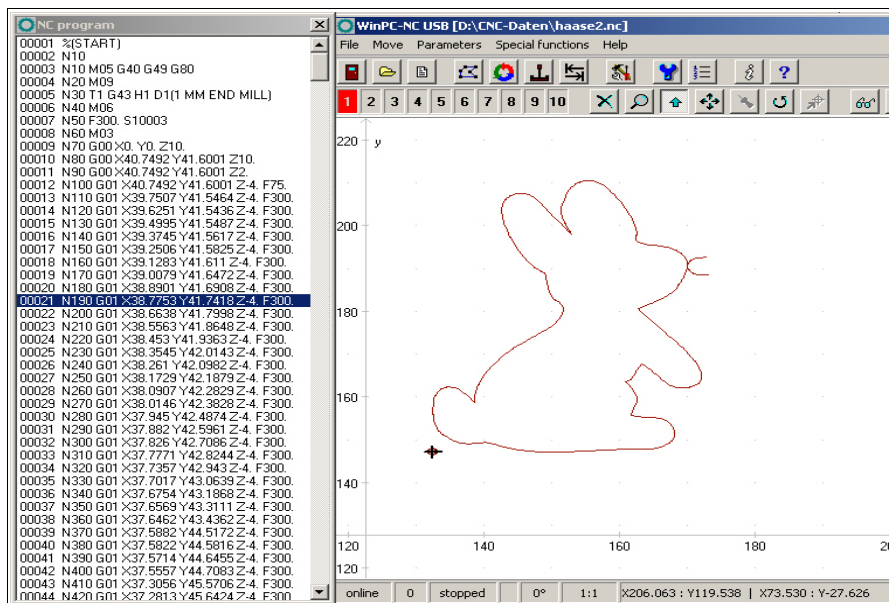 NC program
00001 %(START)
00002 N10
00003 N10 M05 G40 G49 G80
00004 N20 M09
00005 N30 T1 G43 H1 D1(1 MM END MILL)
00006 N40 M06
00007 N50 F300. S10003
00008 N60 M03
00009 N70 G00 X0. Y0. Z10.
00010 N80 G00 X40.7492 Y41.6001 Z10.
00011 N90 G00 X40.7492 Y41.6001 Z2.
00012 N100 G01 X40.7492 Y41.6001 Z-4. F75.
00013 N110 G01 X39.7507 Y41.5464 Z-4. F300.
00014 N120 G01 X39.6251 Y41.5436 Z-4. F300.
00015 N130 G01 X39.4995 Y41.5487 Z-4. F300.
00016 N140 G01 X39.3745 Y41.5617 Z-4. F300.
00017 N150 G01 X39.2506 Y41.5825 Z-4. F300.
00018 N160 G01 X39.1283 Y41.611 Z-4. F300.
00019 N170 G01 X39.0079 Y41.6472 Z-4. F300.
00020 N180 G01 X38.8901 Y41.6908 Z-4. F300.
00021 N190 G01 X38.7753 Y41.7418 Z-4. F300.
00022 N200 G01 X38.6638 Y41.7998 Z-4. F300.
00023 N210 G01 X38.5563 Y41.8648 Z-4. F300.
00024 N220 G01 X38.453 Y41.9363 Z-4. F300.
00025 N230 G01 X38.3545 Y42.0143 Z-4. F300.
00026 N240 G01 X38.261 Y42.0982 Z-4. F300.
00027 N250 G01 X38.1729 Y42.1879 Z-4. F300.
00028 N260 G01 X38.0907 Y42.2829 Z-4. F300.
00029 N270 G01 X38.0146 Y42.3828 Z-4. F300.
00030 N280 G01 X37.945 Y42.4874 Z-4. F300.
00031 N290 G01 X37.882 Y42.5961 Z-4. F300.
00032 N300 G01 X37.826 Y42.7086 Z-4. F300.
00033 N310 G01 X37.7771 Y42.8244 Z-4. F300.
00034 N320 G01 X37.7357 Y42.943 Z-4. F300.
00035 N330 G01 X37.7017 Y43.0639 Z-4. F300.
00036 N340 G01 X37.6754 Y43.1868 Z-4. F300.
00037 N350 G01 X37.6569 Y43.3111 Z-4. F300.
00038 N360 G01 X37.6462 Y43.4362 Z-4. F300.
00039 N370 G01 X37.5882 Y44.5172 Z-4. F300.
00040 N380 G01 X37.5822 Y44.5816 Z-4. F300.
00041 N390 G01 X37.5714 Y44.6455 Z-4. F300.
00042 N400 G01 X37.5557 Y44.7083 Z-4. F300.
00043 N410 G01 X37.3056 Y45.5706 Z-4. F300.
00044 N420 G01 X37.2813 Y45.6424 Z-4. F300.
WinPC-NC USB [D:\CNC-Daten\haase2.nc]
File Move Parameters Special functions Help
1 2 3 4 5 6 7 8 9 10
220 y
200
180
160
140
120 140 160 180 20
120
online 0 stopped 0° 1:1 X206.063 : Y119.538 | X73.530 : Y-27.626